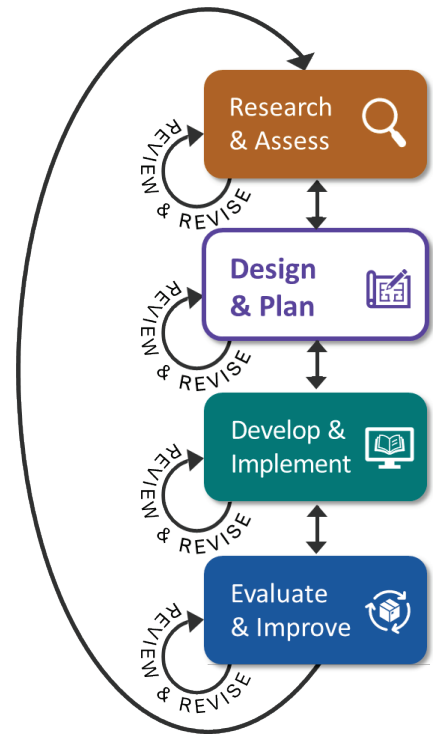 Research
& Assess
REVIEW & REVISE
Design
& Plan
REVIEW & REVISE
Develop &
Implement
REVIEW & REVISE
Evaluate
& Improve
REVIEW & REVISE